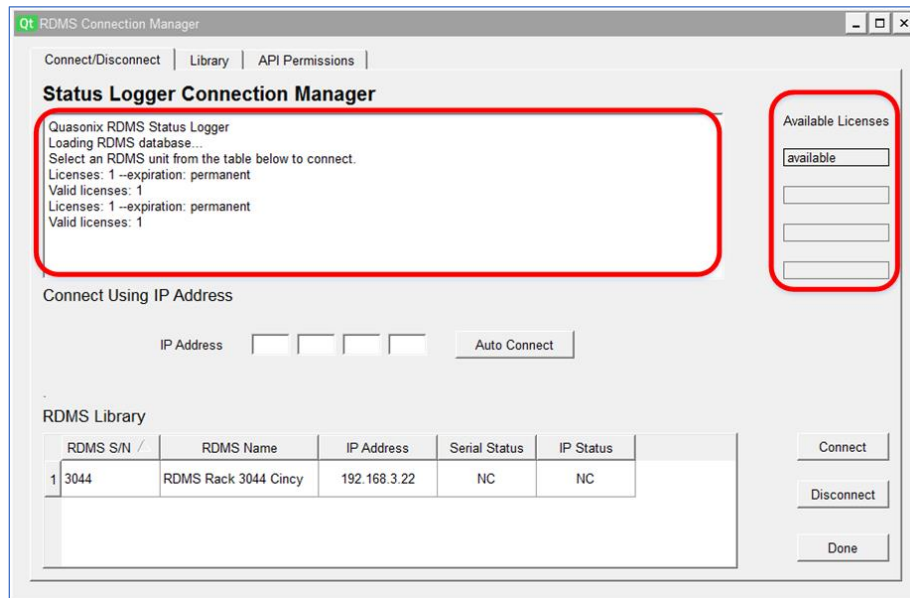 Qt RDMS Connection Manager
Connect/Disconnect Library API Permissions
Status Logger Connection Manager
Quasonix RDMS Status Logger
Loading RDMS database...
Select an RDMS unit from the table below to connect.
Licenses: 1 --expiration: permanent
Valid licenses: 1
Licenses: 1 --expiration: permanent
Valid licenses: 1
Available Licenses
available
Connect Using IP Address
IP Address Auto Connect
RDMS Library
RDMS S/N RDMS Name IP Address Serial Status IP Status
1 3044 RDMS Rack 3044 Cincy 192.168.3.22 NC NC
Connect
Disconnect
Done